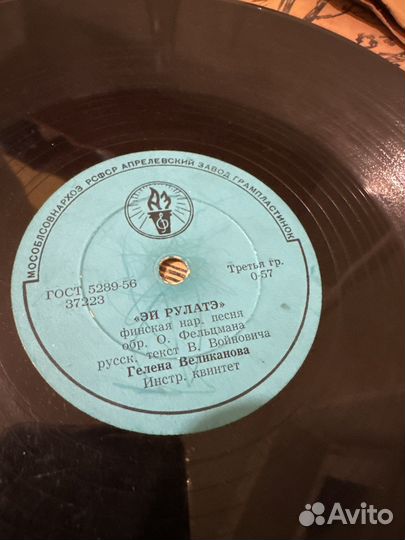 МОСОБЛСОВНАРХОЗ РСФСР АПРЕЛЕВСКИЙ ЗАВОД ГРАМПЛАСТИНОК
АЗ
ГОСТ 5289-56
37223
Третья гр.
0-57
«ЭЙ РУЛАТЭ»
финская нар. песня
обр. О. Фельцмана
русск. текст В. Войновича
Гелена Великанова
Инстр. квинтет
Avito